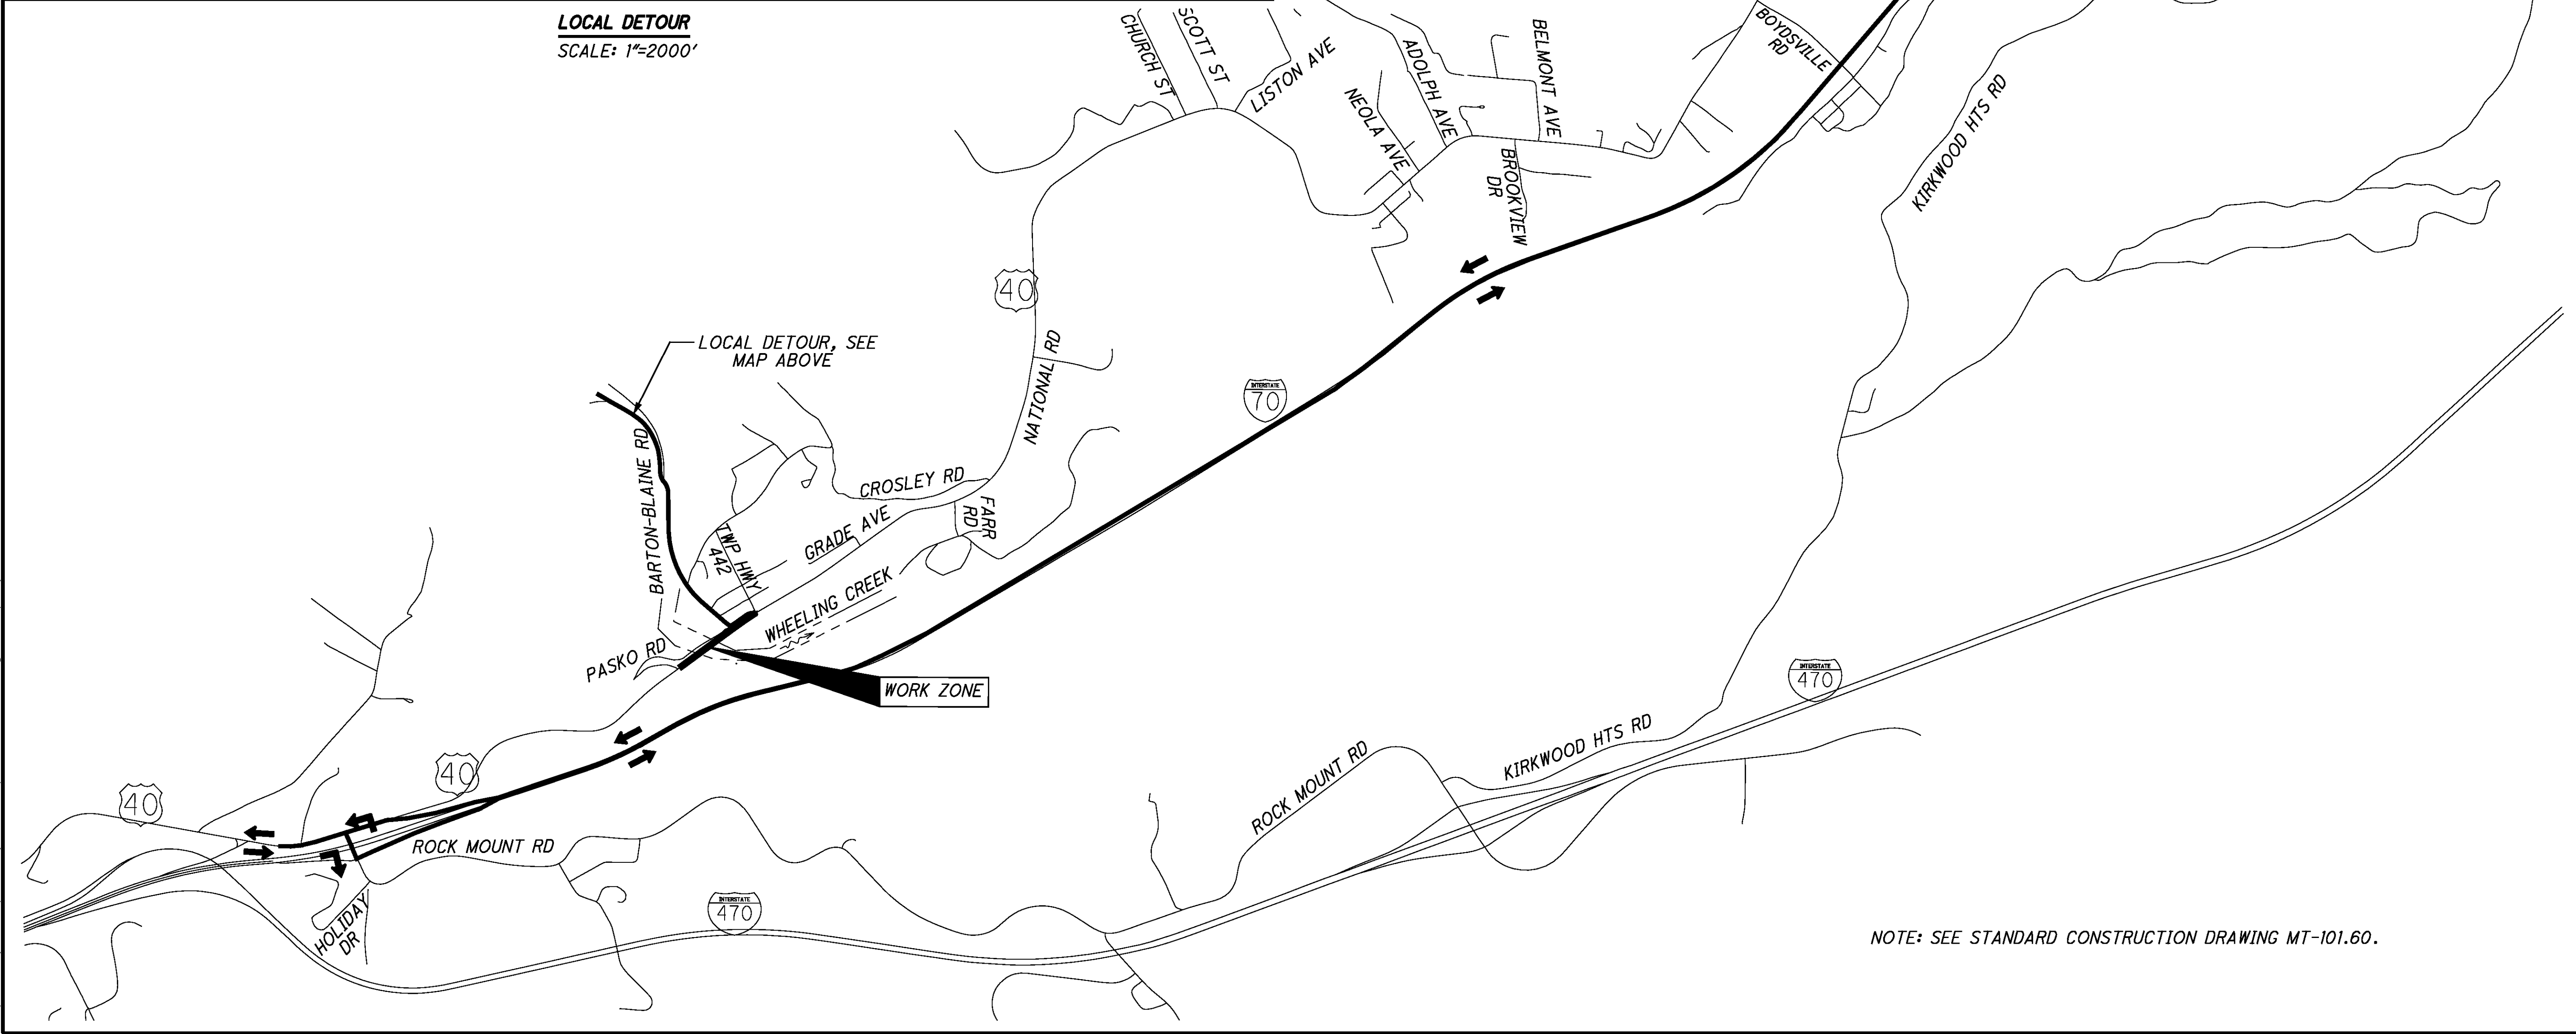 LOCAL DETOUR
SCALE: 1"=2000'
CHURCH ST
SCOTT ST
LISTON AVE
NEOLA AVE
ADOLPH AVE
BELMONT AVE
BROOKVIEW
DR
BOYDSVILLE
RD
KIRKWOOD HTS RD
40
NATIONAL RD
LOCAL DETOUR, SEE
MAP ABOVE
INTERSTATE
70
BARTON-BLAINE RD
CROSLEY RD
FARR
RD
GRADE AVE
TWP HWY
442
WHEELING CREEK
PASKO RD
WORK ZONE
INTERSTATE
470
KIRKWOOD HTS RD
ROCK MOUNT RD
40
40
ROCK MOUNT RD
HOLIDAY
DR
INTERSTATE
470
NOTE: SEE STANDARD CONSTRUCTION DRAWING MT-101.60.